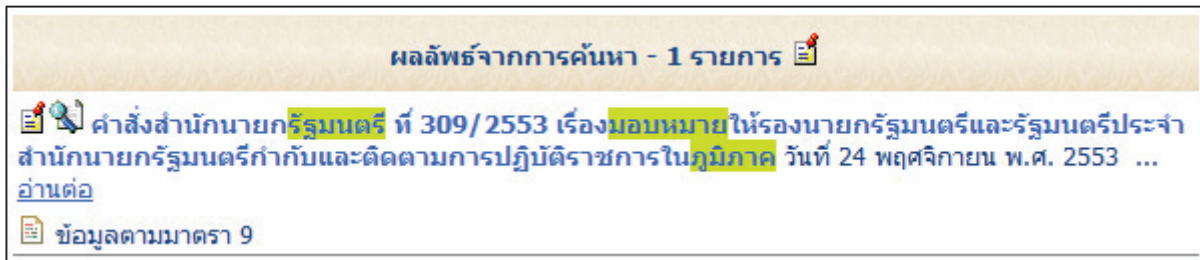 ผลลัพธ์จากการค้นหา - 1 รายการ
คำสั่งสำนักนายกรัฐมนตรี ที่ 309/2553 เรื่องมอบหมายให้รองนายกรัฐมนตรีและรัฐมนตรีประจำ
สำนักนายกรัฐมนตรีกำกับและติดตามการปฏิบัติราชการในภูมิภาค วันที่ 24 พฤศจิกายน พ.ศ. 2553 ...
อ่านต่อ
ข้อมูลตามมาตรา 9